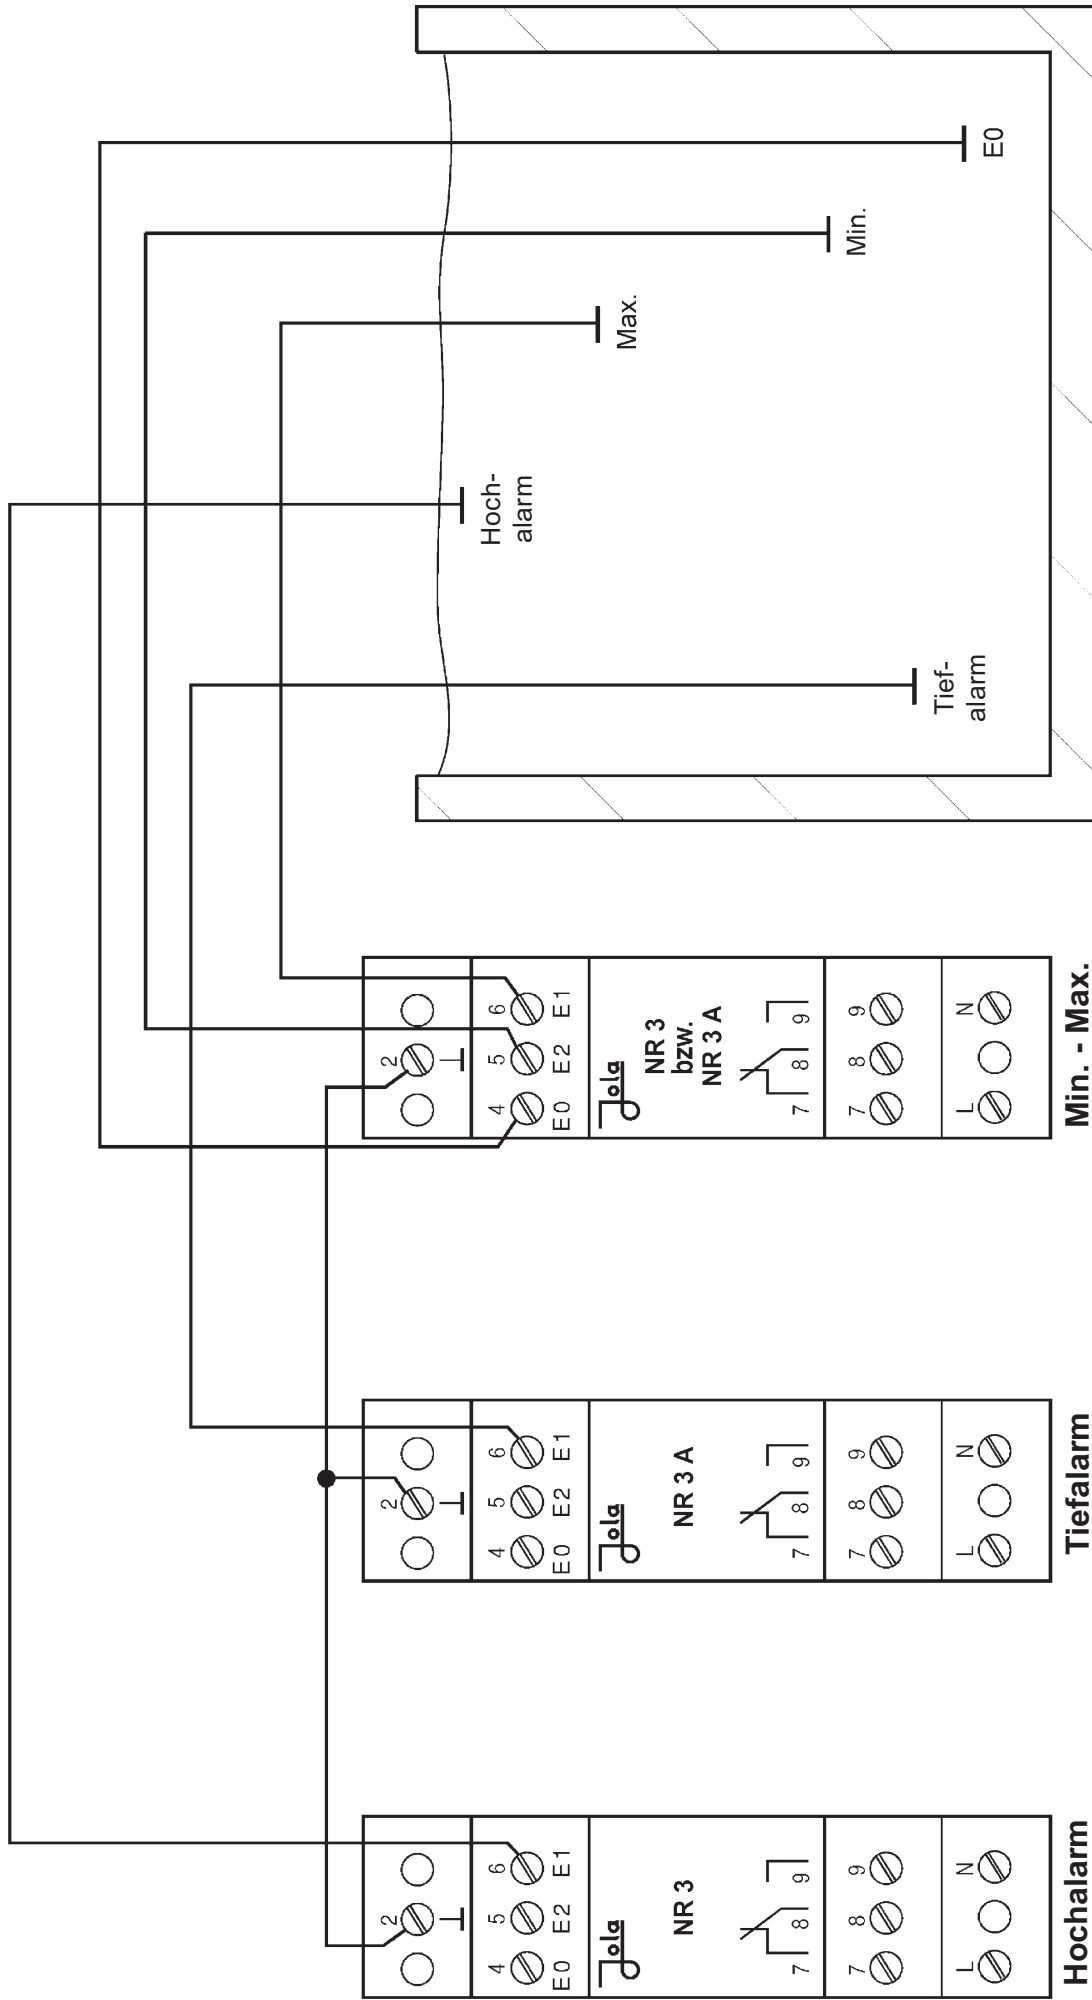 2
4 5 6
E0 E2 E1
Jola
NR 3
7 8 9
7 8 9
L N
Hochalarm
2
4 5 6
E0 E2 E1
Jola
NR 3 A
7 8 9
7 8 9
L N
Tiefalarm
2
4 5 6
E0 E2 E1
Jola
NR 3
bzw.
NR 3 A
7 8 9
7 8 9
L N
Min. - Max.
Tief-
alarm
Hoch-
alarm
Max.
Min.
E0